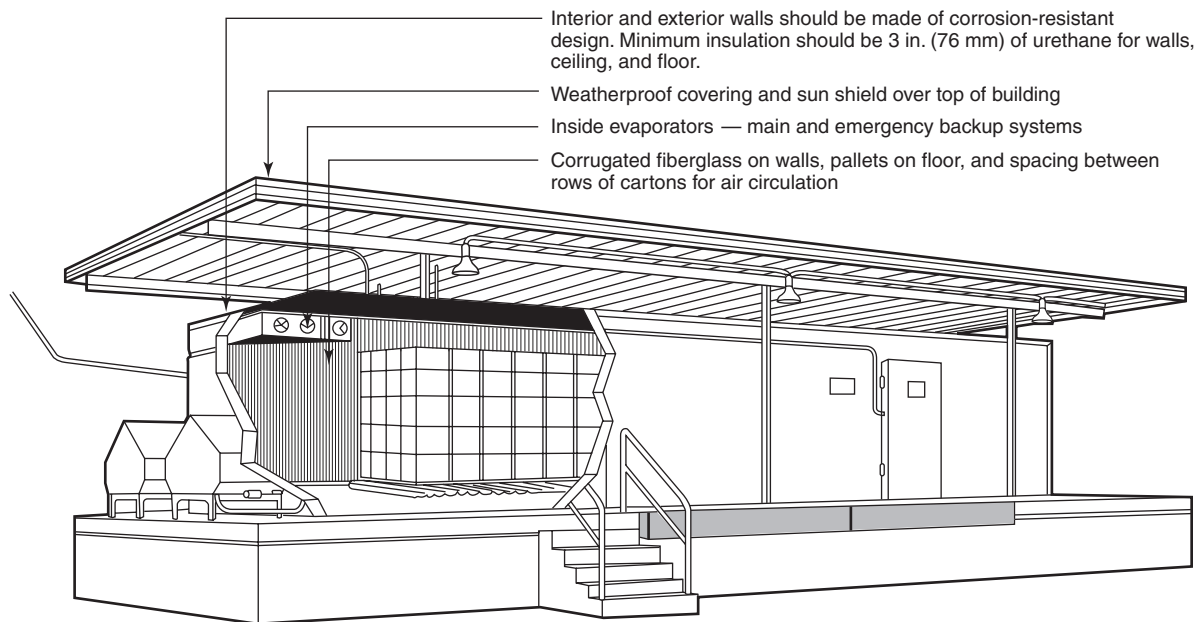 Interior and exterior walls should be made of corrosion-resistant
design. Minimum insulation should be 3 in. (76 mm) of urethane for walls,
ceiling, and floor.
Weatherproof covering and sun shield over top of building
Inside evaporators — main and emergency backup systems
Corrugated fiberglass on walls, pallets on floor, and spacing between
rows of cartons for air circulation